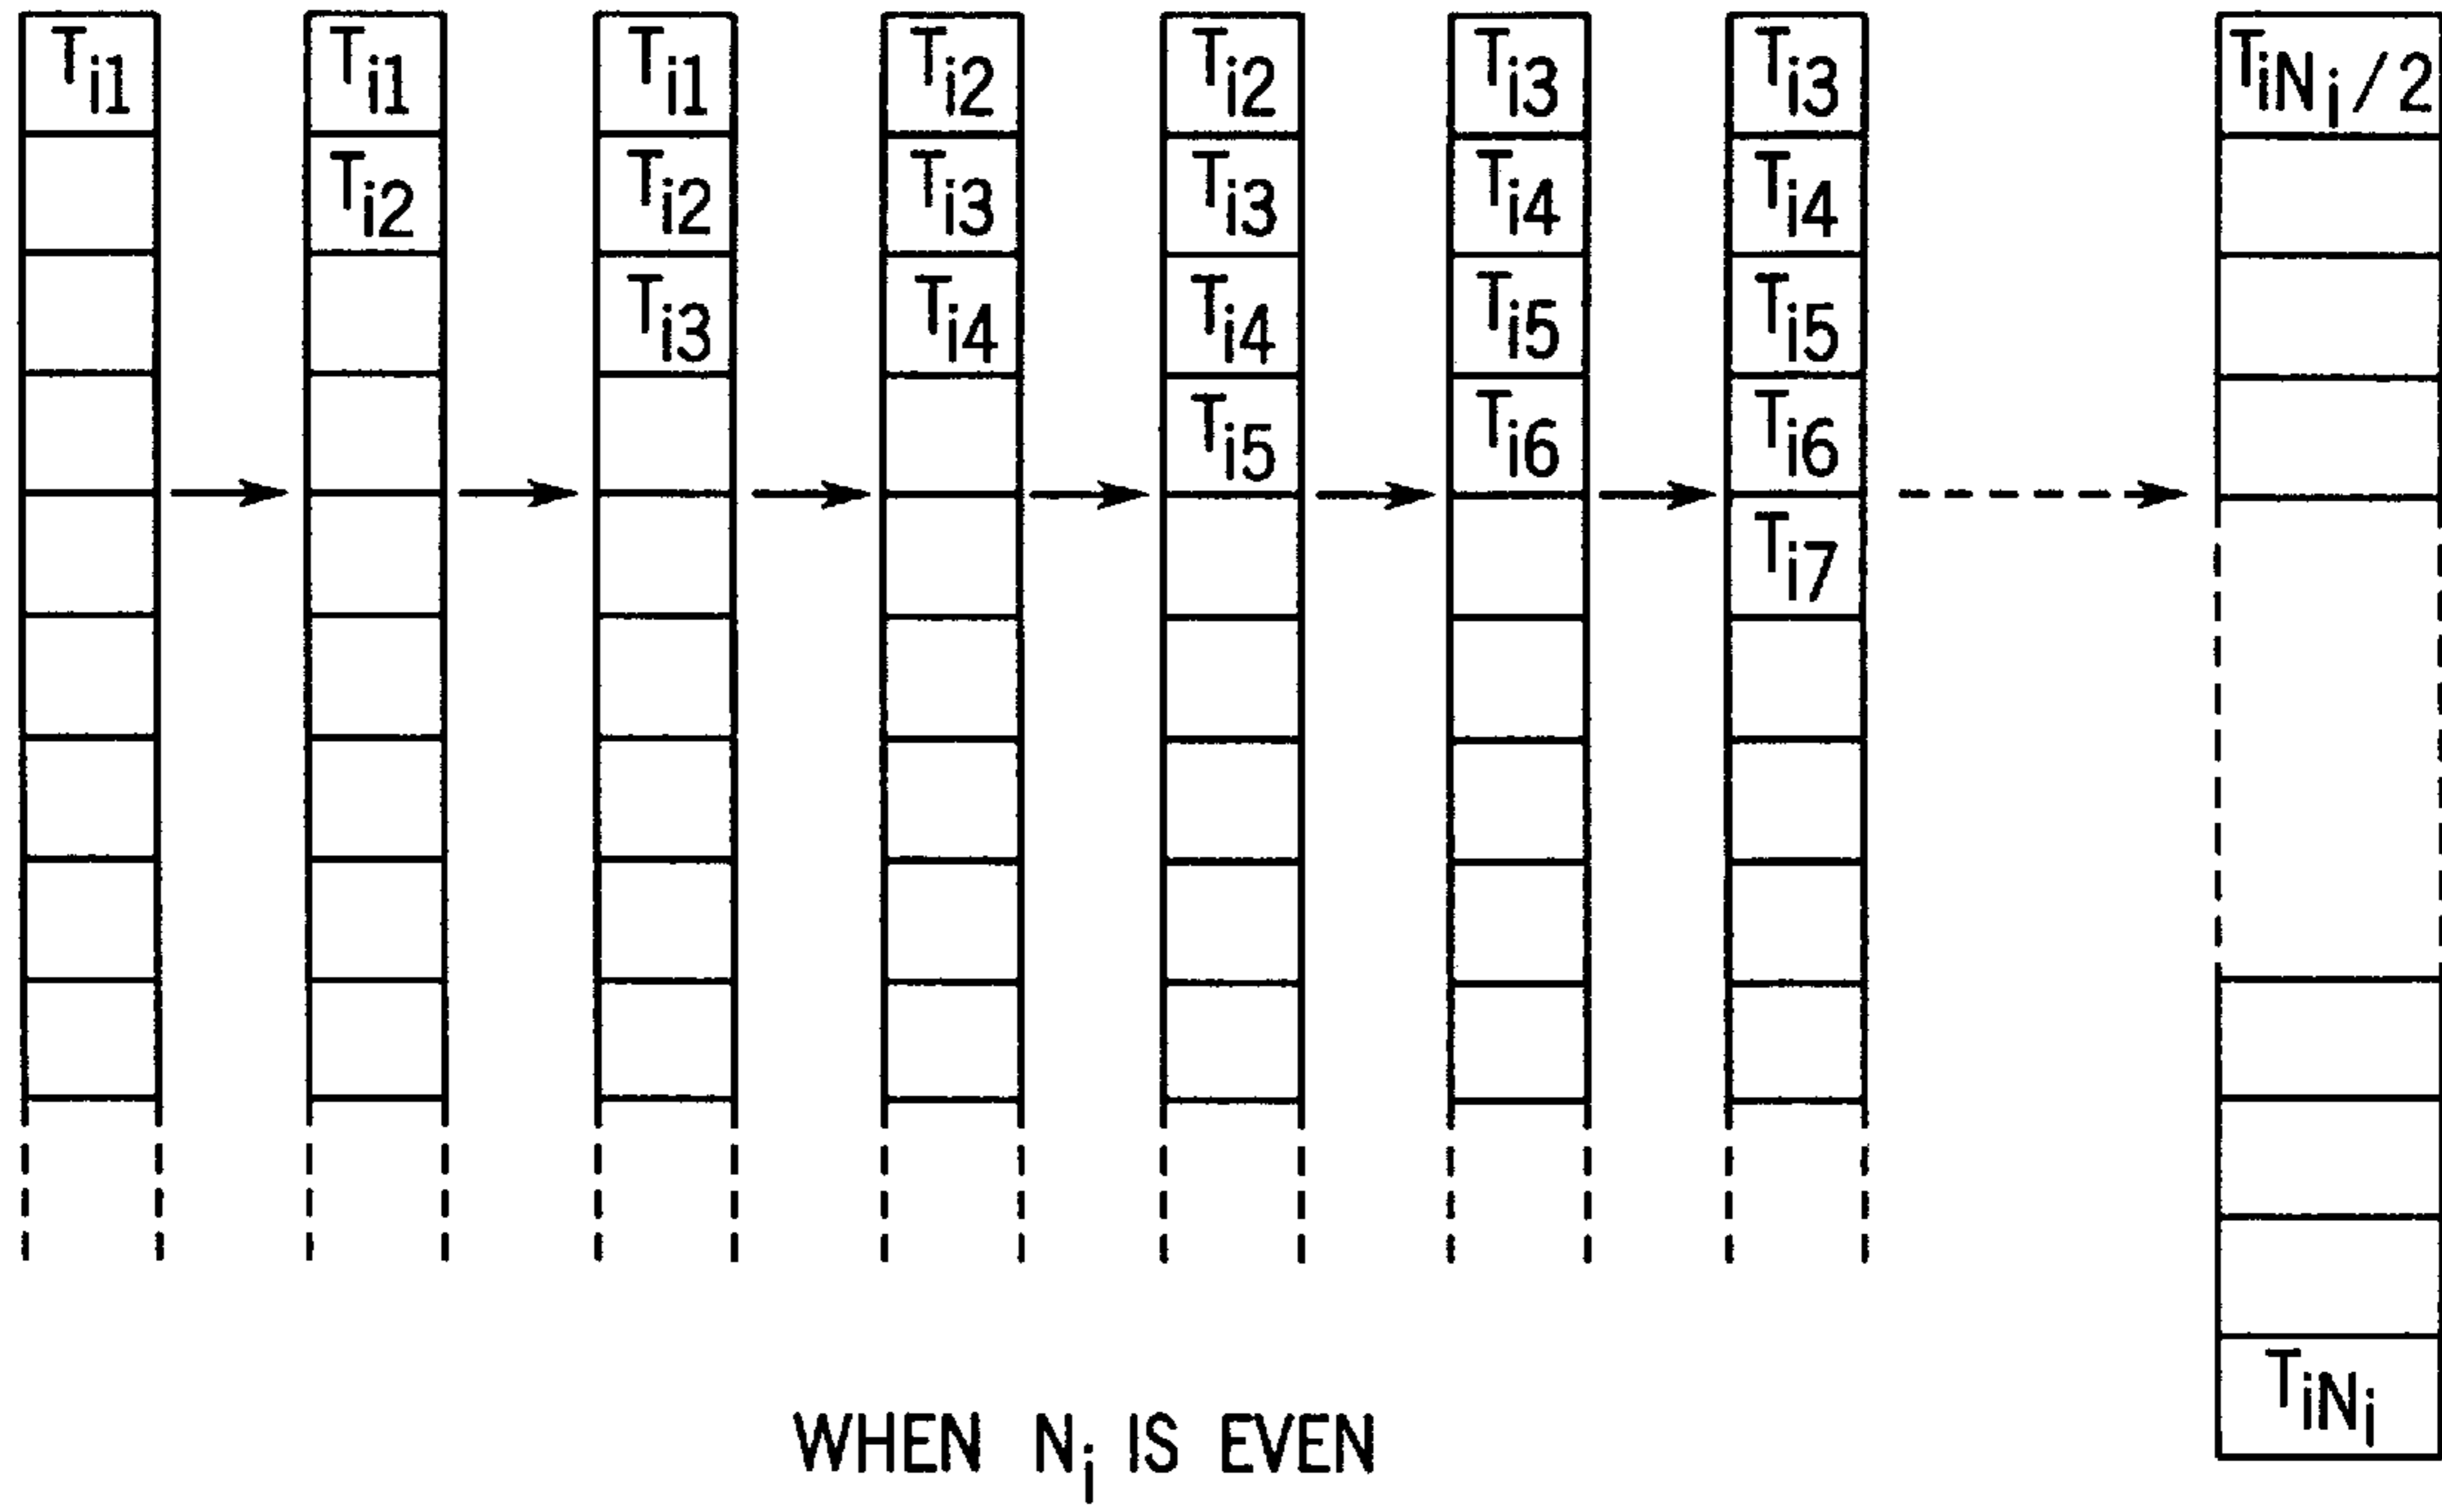 Ti1 Ti1 Ti1 Ti2 Ti2 Ti3 Ti3 TiNi/2
Ti2 Ti2 Ti3 Ti3 Ti4 Ti4
Ti3 Ti4 Ti4 Ti5 Ti5
Ti5 Ti6 Ti6
Ti7
TiNi
WHEN Ni IS EVEN